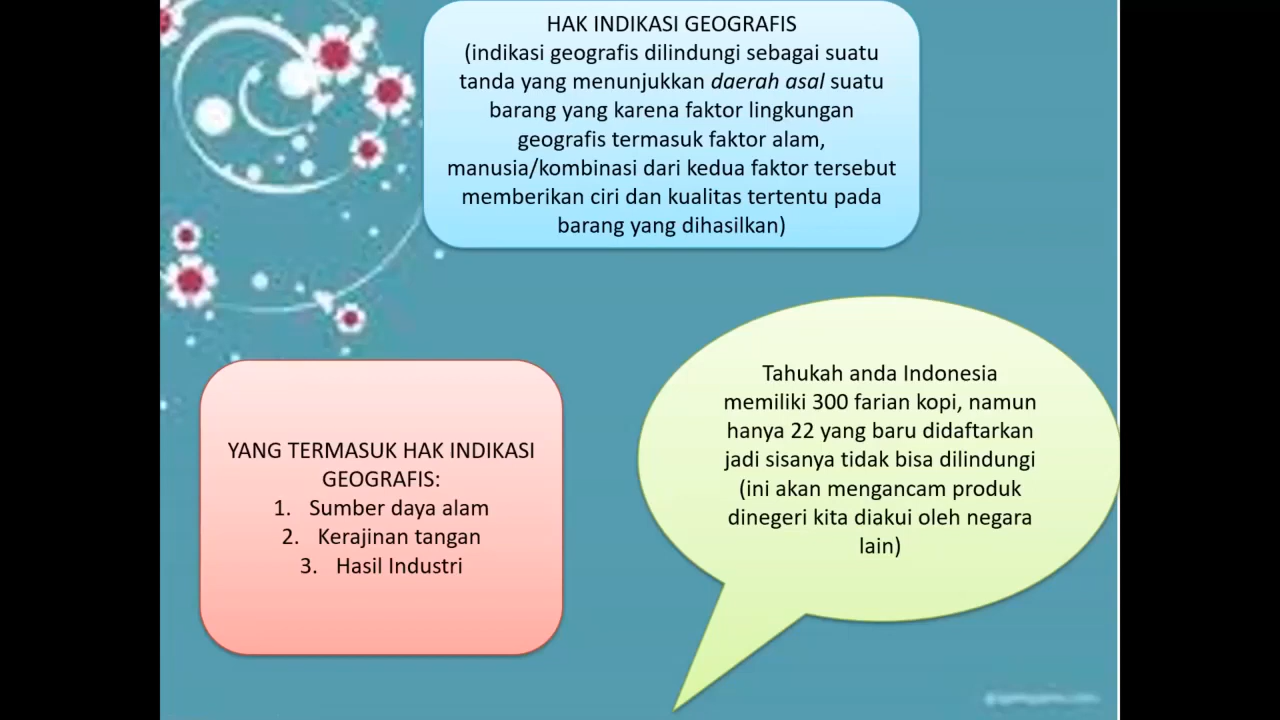 HAK INDIKASI GEOGRAFIS
(indikasi geografis dilindungi sebagai suatu
tanda yang menunjukkan daerah asal suatu
barang yang karena faktor lingkungan
geografis termasuk faktor alam,
manusia/kombinasi dari kedua faktor tersebut
memberikan ciri dan kualitas tertentu pada
barang yang dihasilkan)
YANG TERMASUK HAK INDIKASI
GEOGRAFIS:
1. Sumber daya alam
2. Kerajinan tangan
3. Hasil Industri
Tahukah anda Indonesia
memiliki 300 farian kopi, namun
hanya 22 yang baru didaftarkan
jadi sisanya tidak bisa dilindungi
(ini akan mengancam produk
dinegeri kita diakui oleh negara
lain)